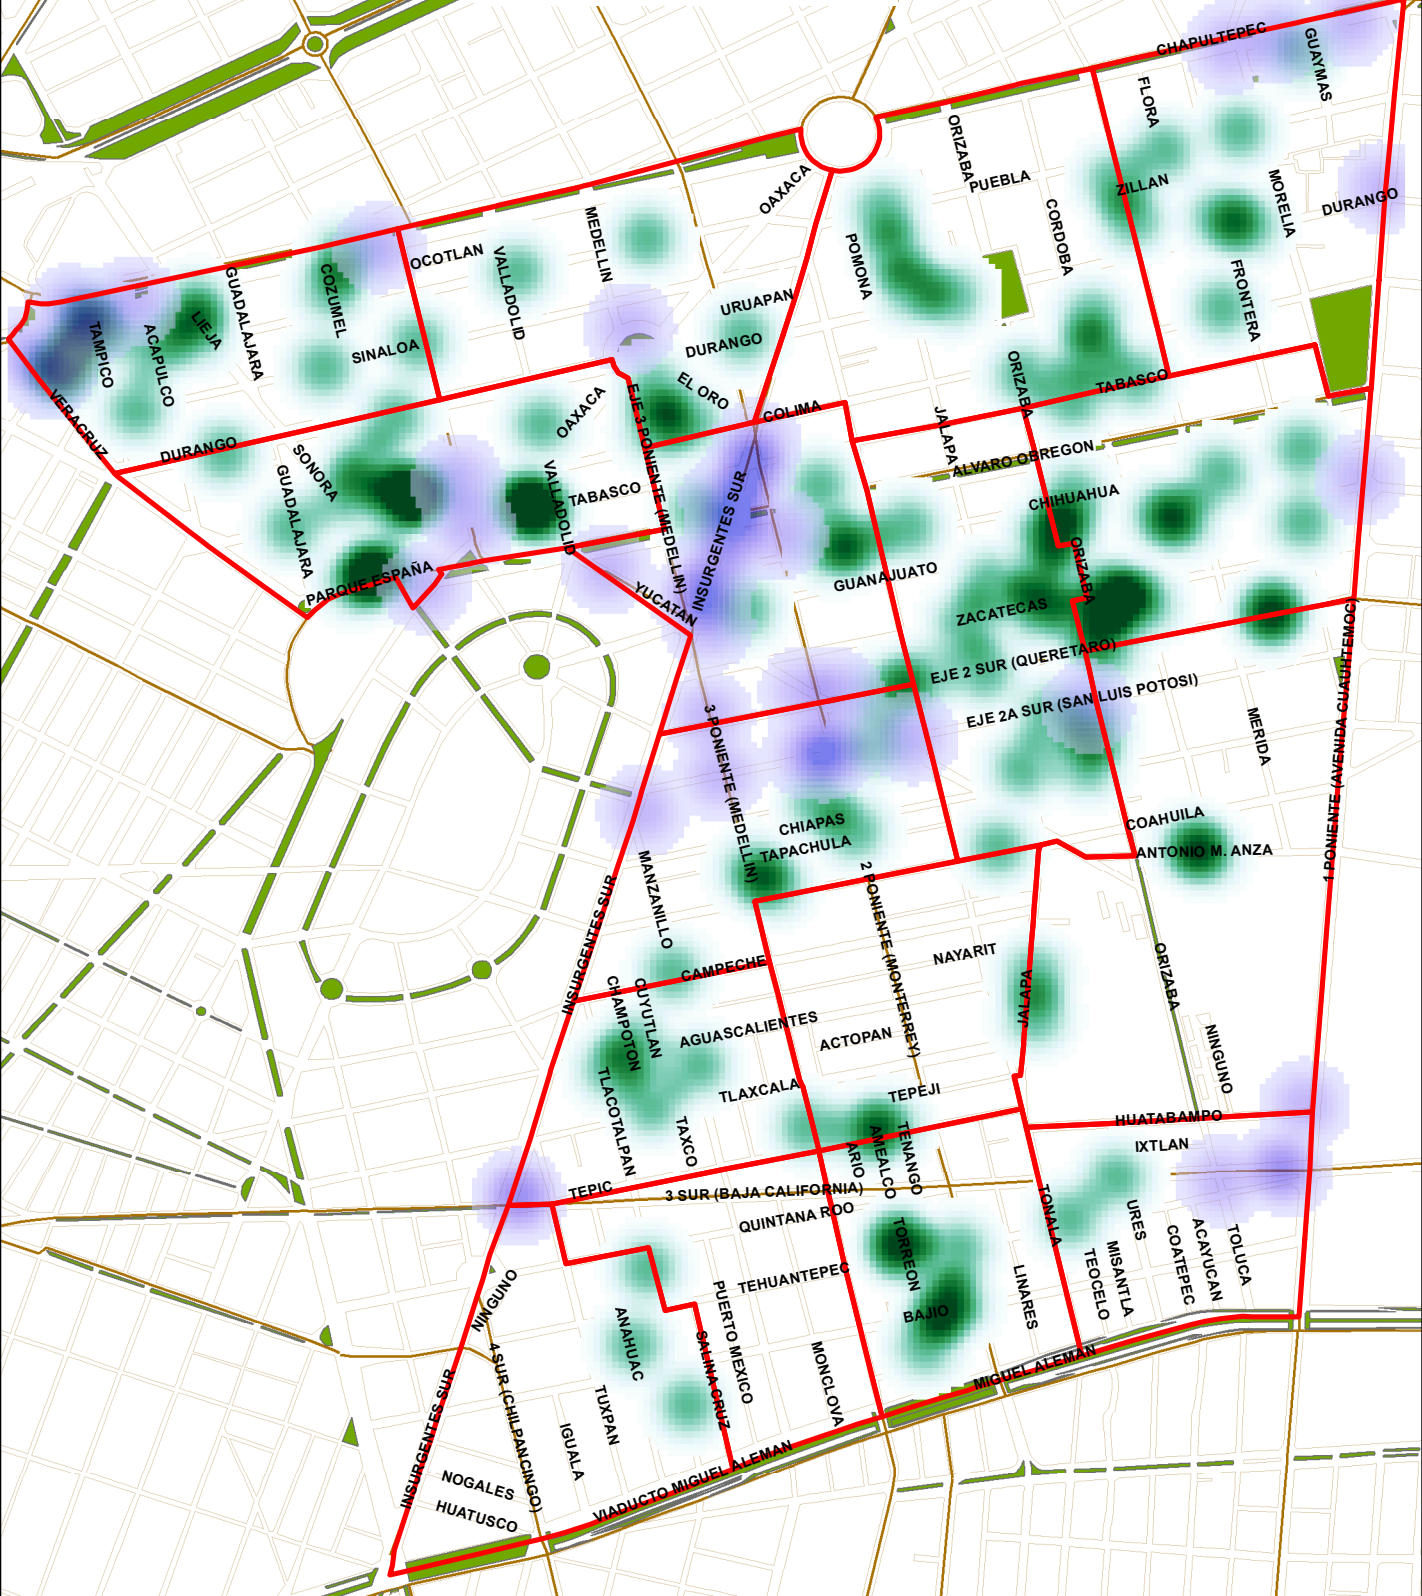 CHAPULTEPEC
GUAYMAS
FLORA
ORIZABA
PUEBLA
ZILLAN
OAXACA
MORELIA
DURANGO
CORDOBA
MEDELLIN
POMONA
OCOTLAN
VALLADOLID
COZUMEL
GUADALAJARA
FRONTERA
URUAPAN
LIEJA
TAMPICO
ACAPULCO
SINALOA
DURANGO
ORIZABA
EL ORO
TABASCO
OAXACA
EJE 3 PONIENTE (MEDELLIN)
VERACRUZ
COLIMA
JALAPA
DURANGO
SONORA
ALVARO OBREGON
GUADALAJARA
VALLADOLID
TABASCO
INSURGENTES SUR
CHIHUAHUA
ORIZABA
PARQUE ESPAÑA
GUANAJUATO
YUCATAN
ZACATECAS
1 PONIENTE (AVENIDA CUAUHTEMOC)
EJE 2 SUR (QUERETARO)
EJE 2A SUR (SAN LUIS POTOSI)
3 PONIENTE (MEDELLIN)
MERIDA
CHIAPAS
COAHUILA
TAPACHULA
ANTONIO M. ANZA
MANZANILLO
2 PONIENTE (MONTERREY)
INSURGENTES SUR
NAYARIT
ORIZABA
CAMPECHE
JALAPA
CUYUTLAN
CHAMPOTON
AGUASCALIENTES
ACTOPAN
NINGUNO
TLACOTALPAN
TLAXCALA
TEPEJI
TAXCO
HUATABAMPO
IXTLAN
TENANGO
AMEALCO
ARIO
TEPIC
3 SUR (BAJA CALIFORNIA)
TONALA
QUINTANA ROO
URES
TORREON
COATEPEC
ACAYUCAN
TOLUCA
MISANTLA
TEOCELO
TEHUANTEPEC
LINARES
NINGUNO
PUERTO MEXICO
BAJIO
ANAHUAC
SALINA CRUZ
MONCLOVA
4 SUR (CHILPANCINGO)
MIGUEL ALEMAN
INSURGENTES SUR
TUXPAN
IGUALA
NOGALES
HUATUSCO
VIADUCTO MIGUEL ALEMAN